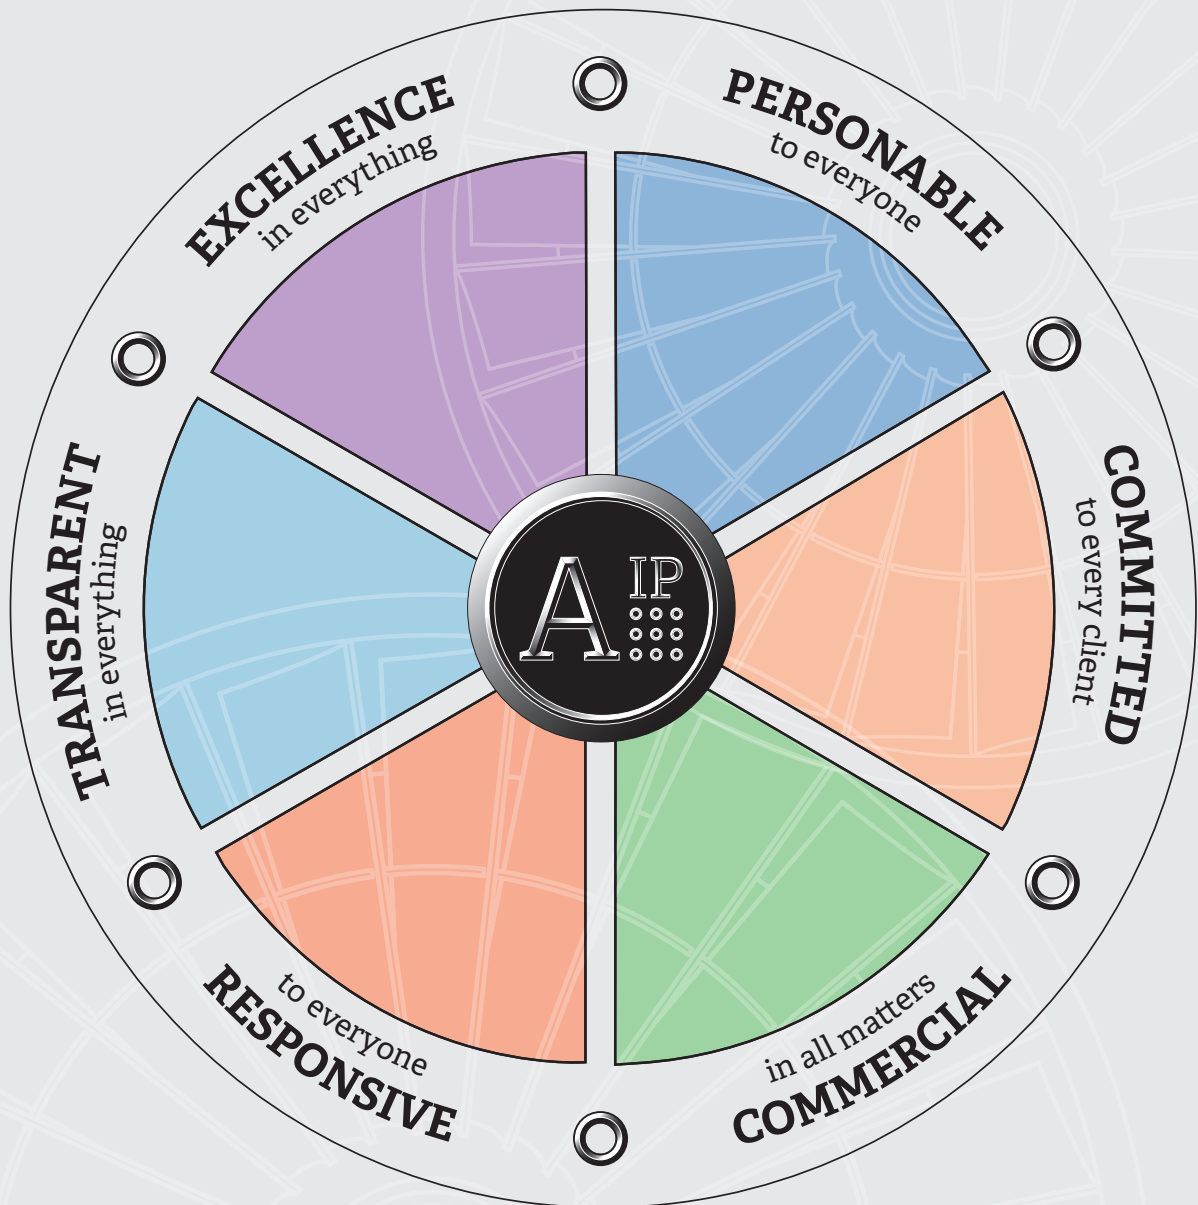 PERSONABLE
to everyone
COMMITTED
to every client
in all matters
COMMERCIAL
to everyone
RESPONSIVE
TRANSPARENT
in everything
EXCELLENCE
in everything
A IP